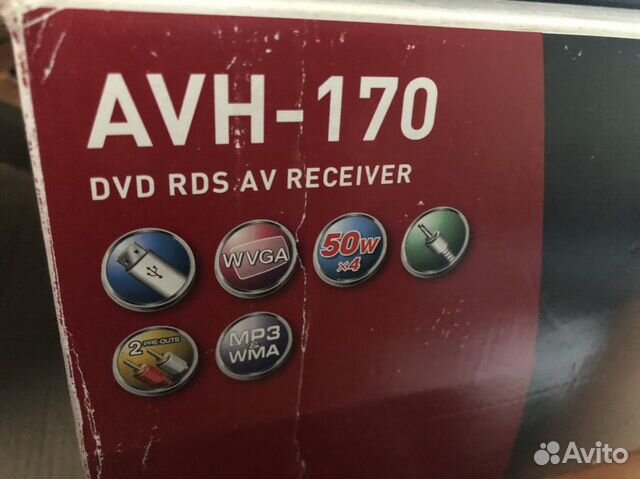 AVH-170
DVD RDS AV RECEIVER
WVGA
50W
x4
2 PRE-OUTS
MP3
&
WMA
Avito